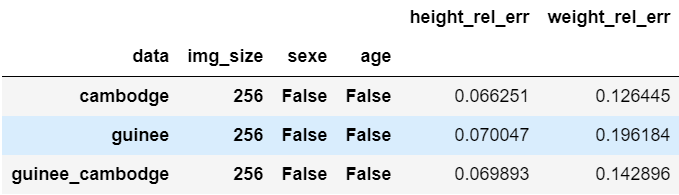 height_rel_err weight_rel_err
data img_size sexe age
cambodge 256 False False 0.066251 0.126445
guinee 256 False False 0.070047 0.196184
guinee_cambodge 256 False False 0.069893 0.142896